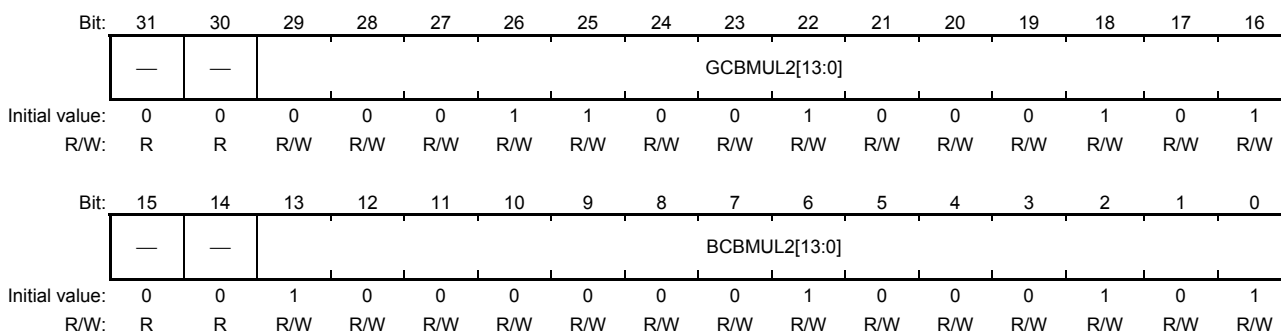 Bit: 31 30 29 28 27 26 25 24 23 22 21 20 19 18 17 16
— — GCBMUL2[13:0]
Initial value: 0 0 0 0 0 1 1 0 0 1 0 0 0 1 0 1
R/W: R R R/W R/W R/W R/W R/W R/W R/W R/W R/W R/W R/W R/W R/W R/W
Bit: 15 14 13 12 11 10 9 8 7 6 5 4 3 2 1 0
— — BCBMUL2[13:0]
Initial value: 0 0 1 0 0 0 0 0 0 1 0 0 0 1 0 1
R/W: R R R/W R/W R/W R/W R/W R/W R/W R/W R/W R/W R/W R/W R/W R/W